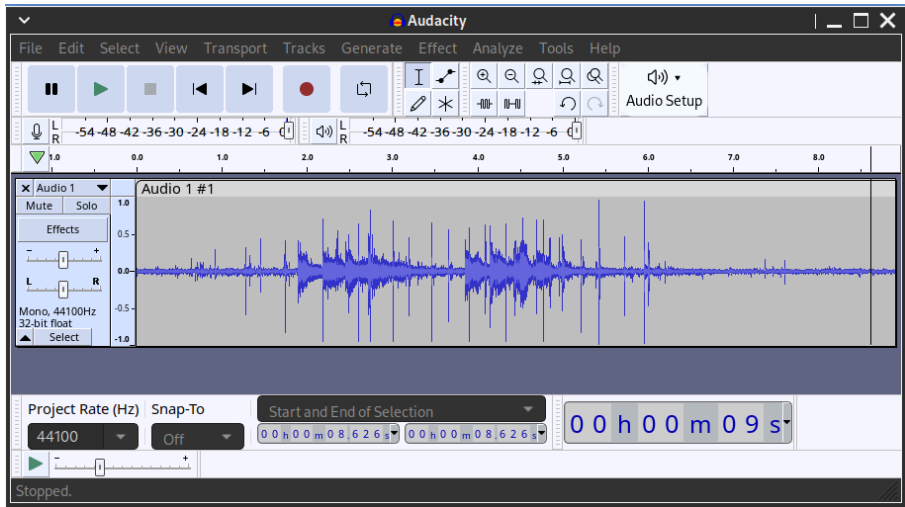 Audacity
File Edit Select View Transport Tracks Generate Effect Analyze Tools Help
Audio Setup
L R -54 -48 -42 -36 -30 -24 -18 -12 -6 0 L R -54 -48 -42 -36 -30 -24 -18 -12 -6 0
1.0 0.0 1.0 2.0 3.0 4.0 5.0 6.0 7.0 8.0
Audio 1 Audio 1 #1
Mute Solo 1.0
Effects 0.5
- + 0.0
L R -0.5
Mono, 44100Hz
32-bit float
Select -1.0
Project Rate (Hz) Snap-To Start and End of Selection
44100 Off 00h00m08.626s 00h00m08.626s 00h00m09s
- +
Stopped.